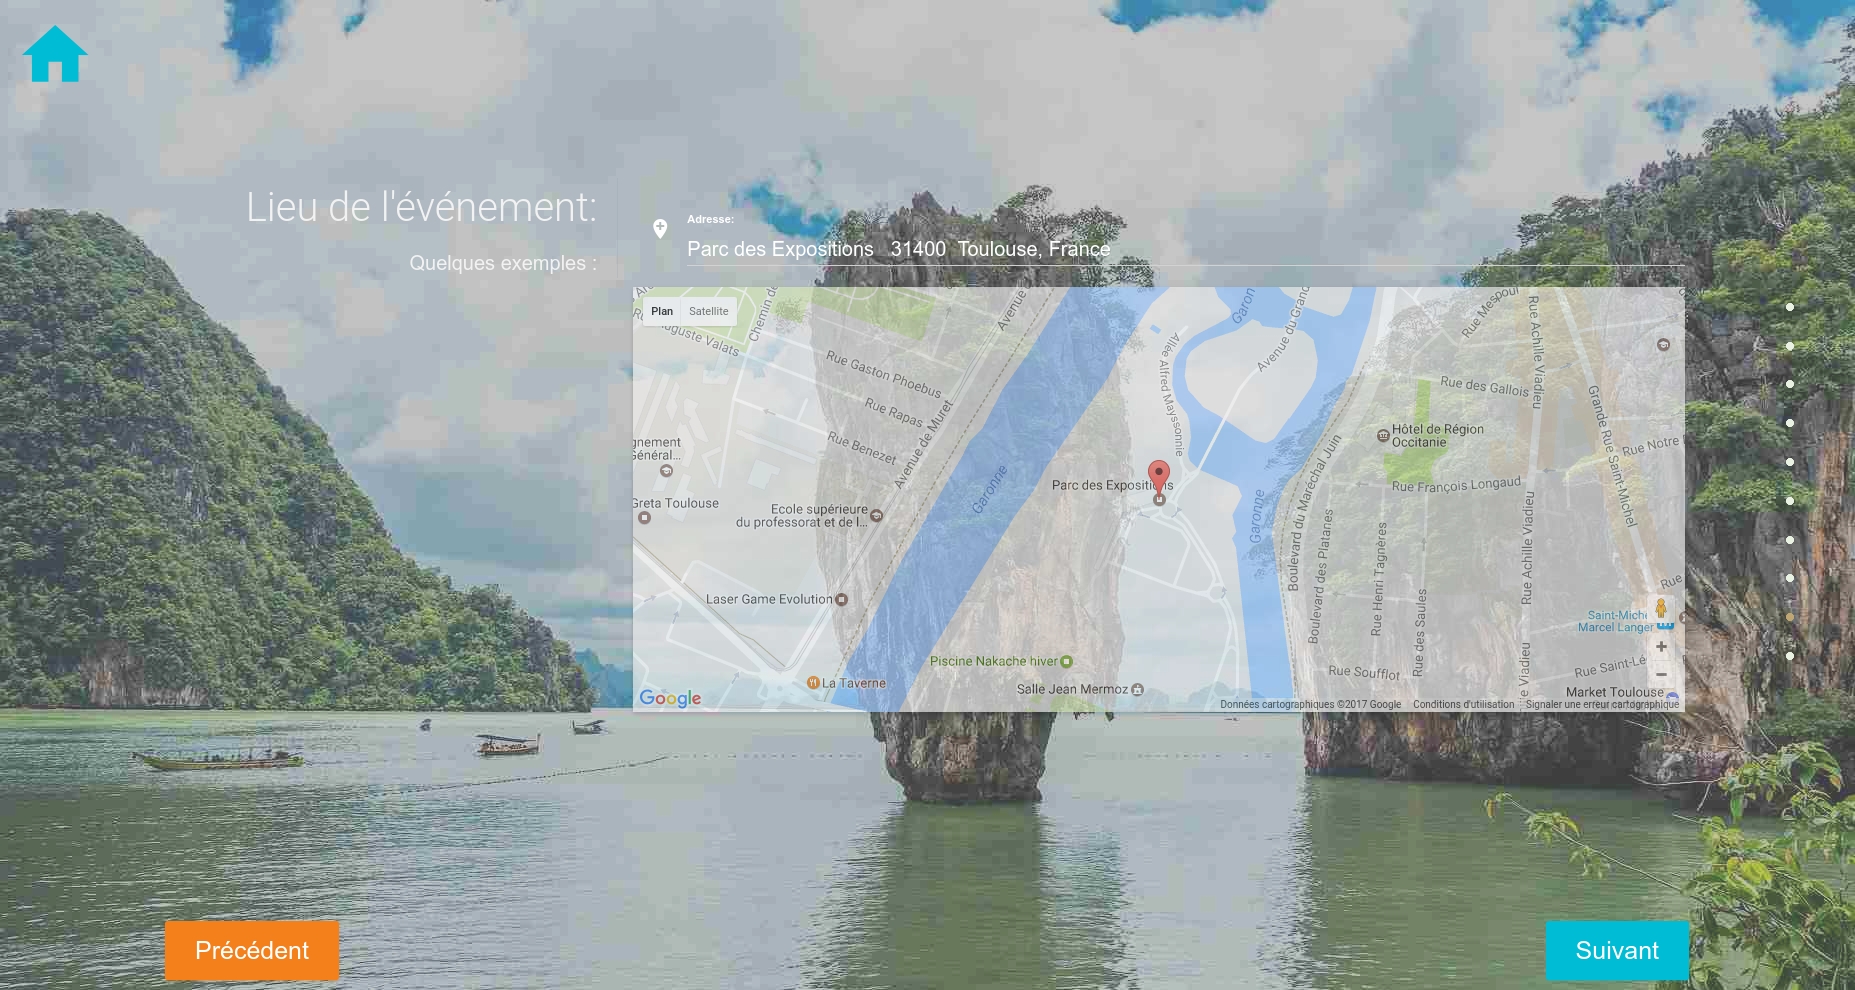 Lieu de l'événement:
Quelques exemples :
Adresse:
Parc des Expositions   31400  Toulouse, France
Plan
Satellite
Chemin de
Avenue
Garon
Avenue du Grand
Rue Mespoul
Rue Achille Viadieu
Auguste Valats
Rue Gaston Phoebus
Allée Alfred Mayssonnie
Rue des Gallois
Rue Rapas
Grande Rue Saint-Michel
Avenue de Muret
Hôtel de Région
Occitanie
Rue Benezet
gnement
Général...
Rue Notre
Garonne
Parc des Expositions
Rue François Longaud
Boulevard du Maréchal Juin
Greta Toulouse
Ecole supérieure
du professorat et de l...
Garonne
Boulevard des Platanes
Rue Henri Tagnères
Rue Achille Viadieu
Rue
Laser Game Evolution
Rue des Saules
Saint-Miche
Marcel Langer
Piscine Nakache hiver
Rue Soufflot
Rue Saint-Lé
La Taverne
Salle Jean Mermoz
e Viadieu
Market Toulouse
Google
Données cartographiques ©2017 Google
Conditions d'utilisation
Signaler une erreur cartographique
Précédent
Suivant